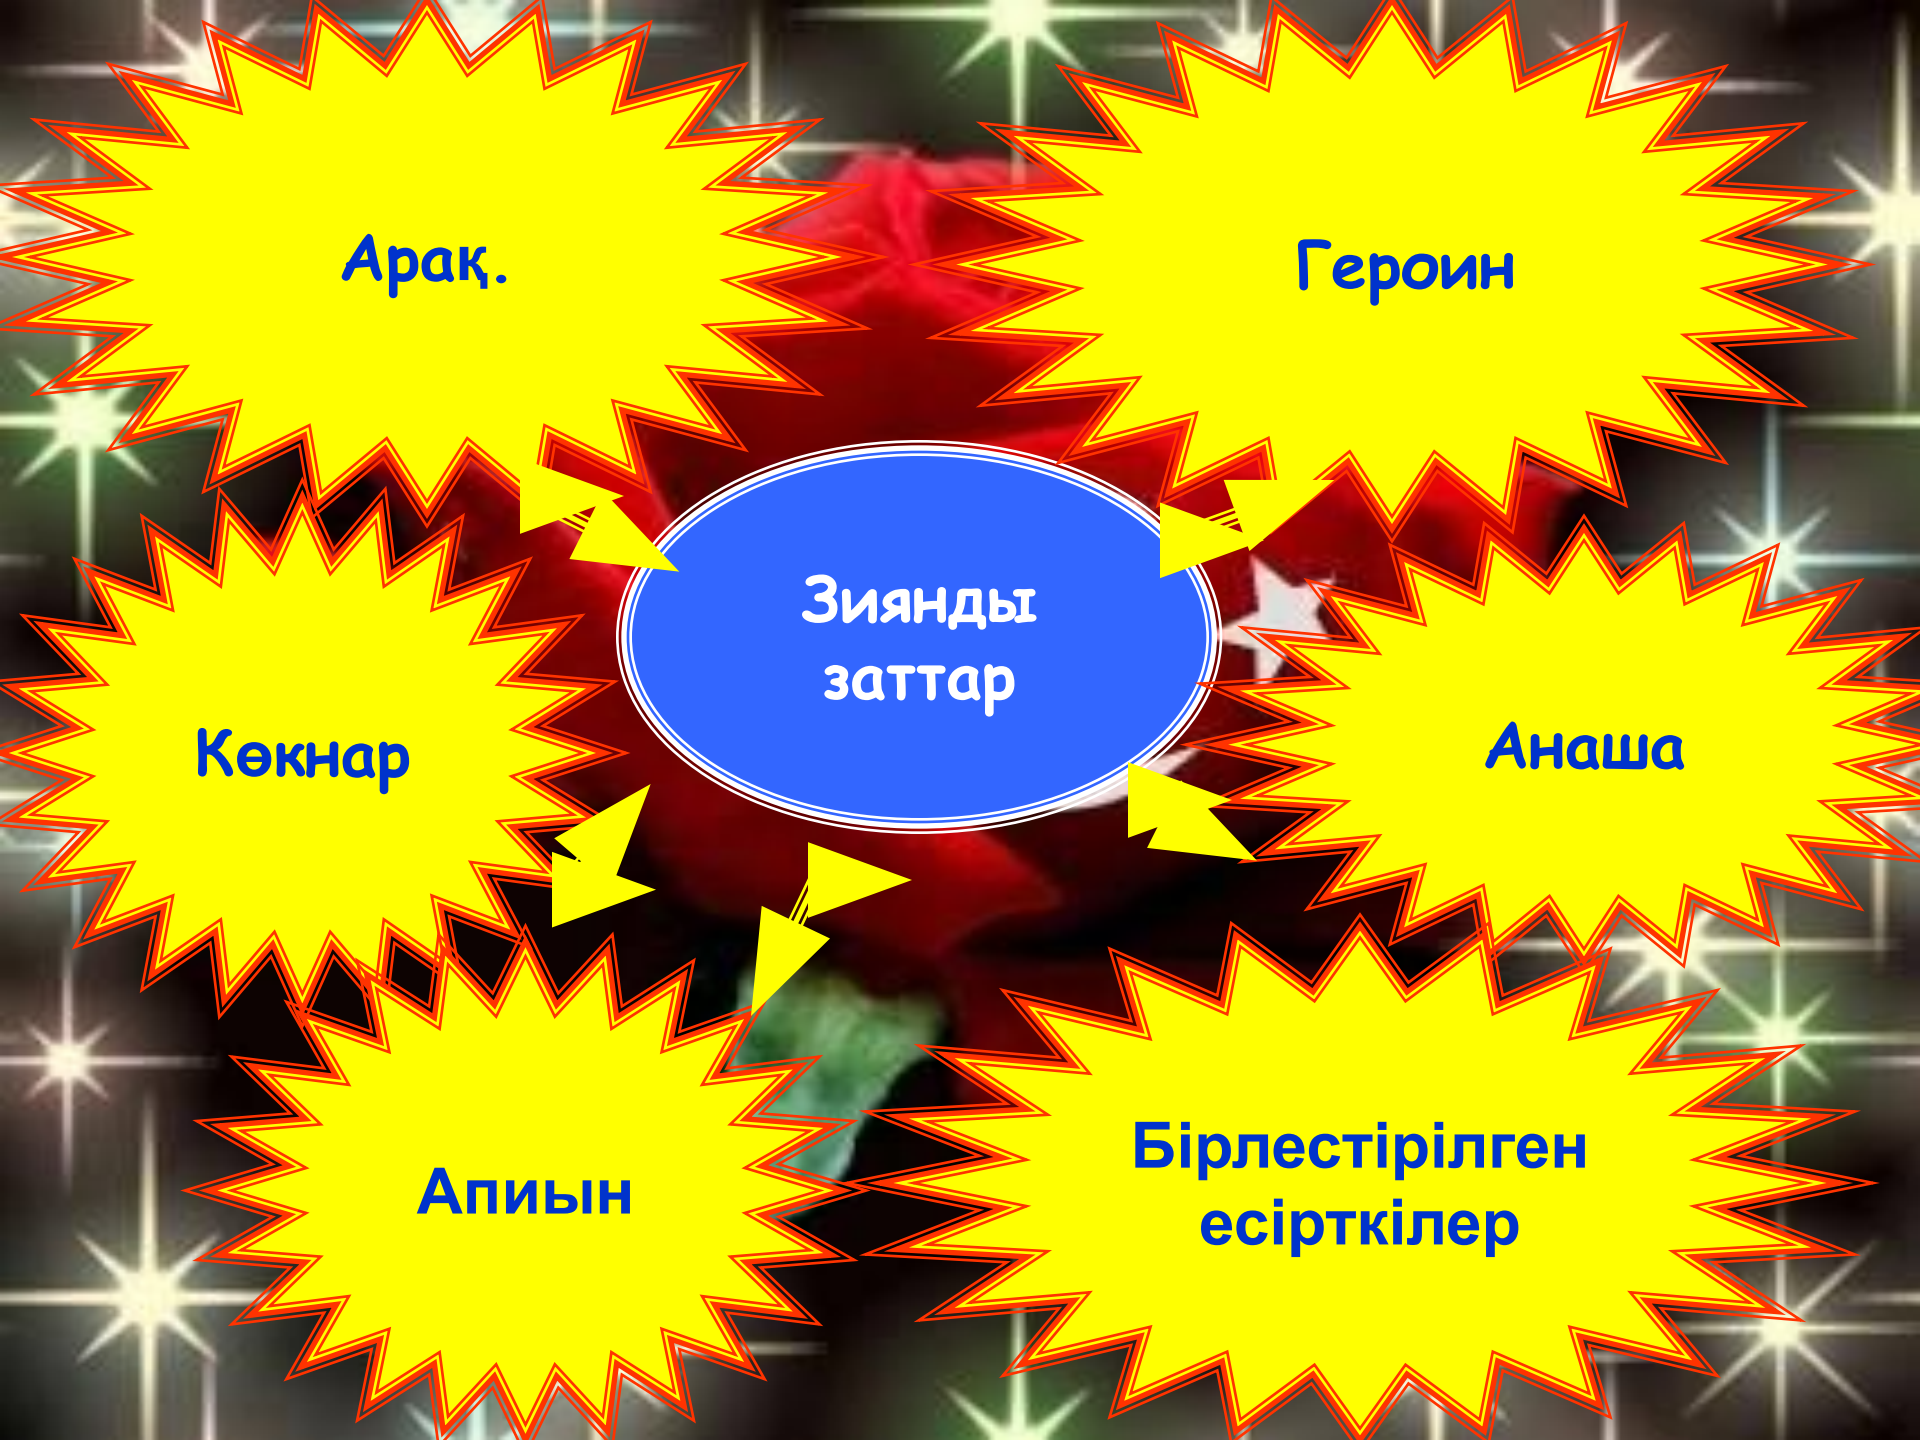 Арақ.
Героин
Зиянды
заттар
Көкнар
Анаша
Апиын
Бірлестірілген
есірткілер